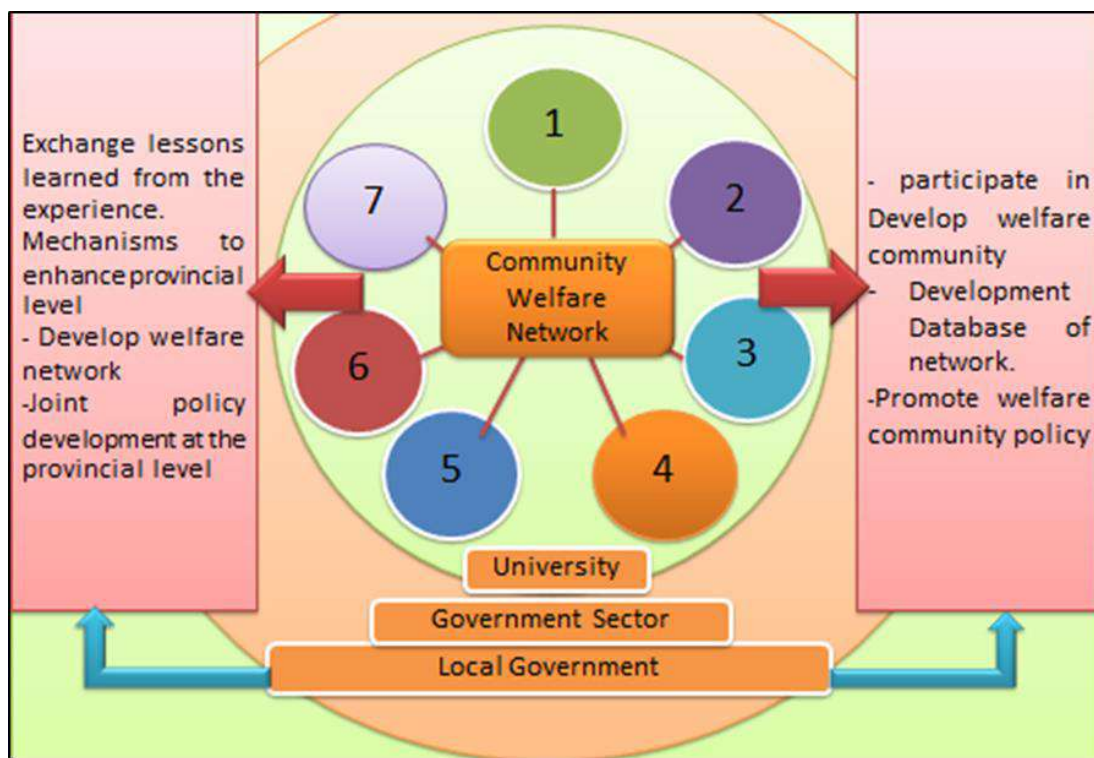 Exchange lessons
learned from the
experience.
Mechanisms to
enhance provincial
level
- Develop welfare
network
-Joint policy
development at the
provincial level
1
2
3
4
5
6
7
Community
Welfare
Network
University
Government Sector
Local Government
- participate in
Develop welfare
community
- Development
Database of
network.
-Promote welfare
community policy